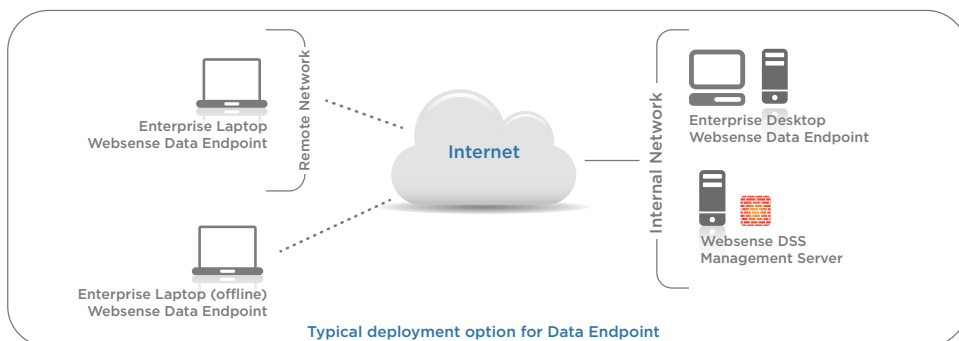 Enterprise Laptop
Websense Data Endpoint
Remote Network
Enterprise Laptop (offline)
Websense Data Endpoint
Internet
Internal Network
Enterprise Desktop
Websense Data Endpoint
Websense DSS
Management Server
Typical deployment option for Data Endpoint